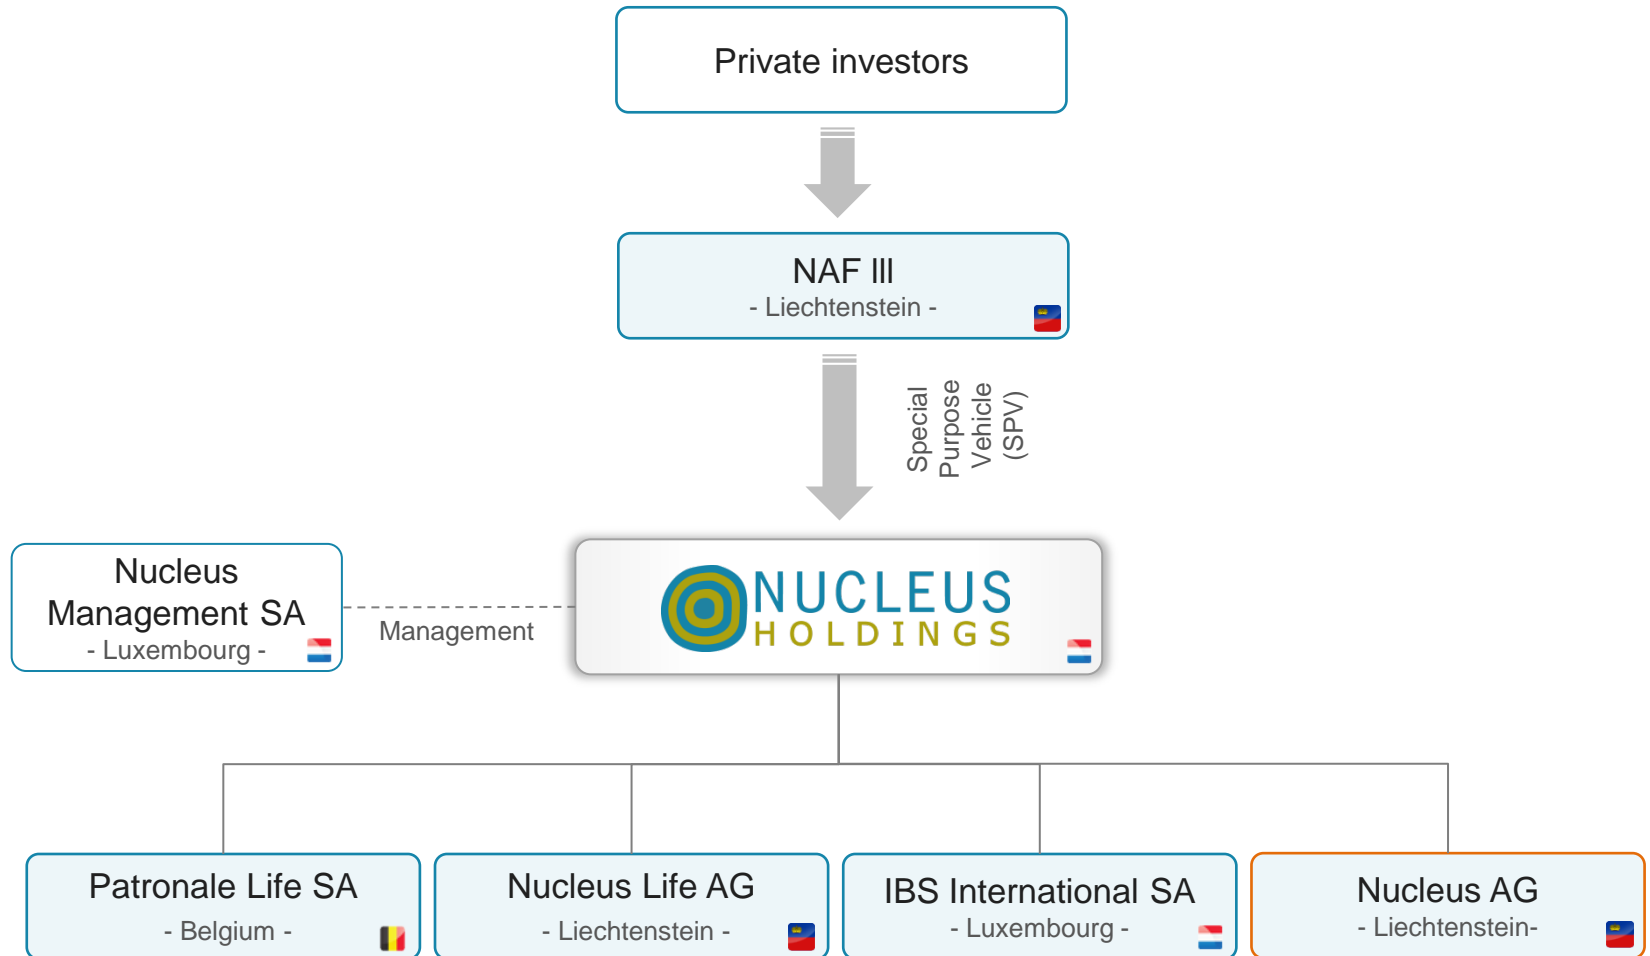 Private investors
NAF III
- Liechtenstein -
Special
Purpose
Vehicle
(SPV)
Nucleus
Management SA
- Luxembourg -
Management
NUCLEUS
HOLDINGS
Patronale Life SA
- Belgium -
Nucleus Life AG
- Liechtenstein -
IBS International SA
- Luxembourg -
Nucleus AG
- Liechtenstein-